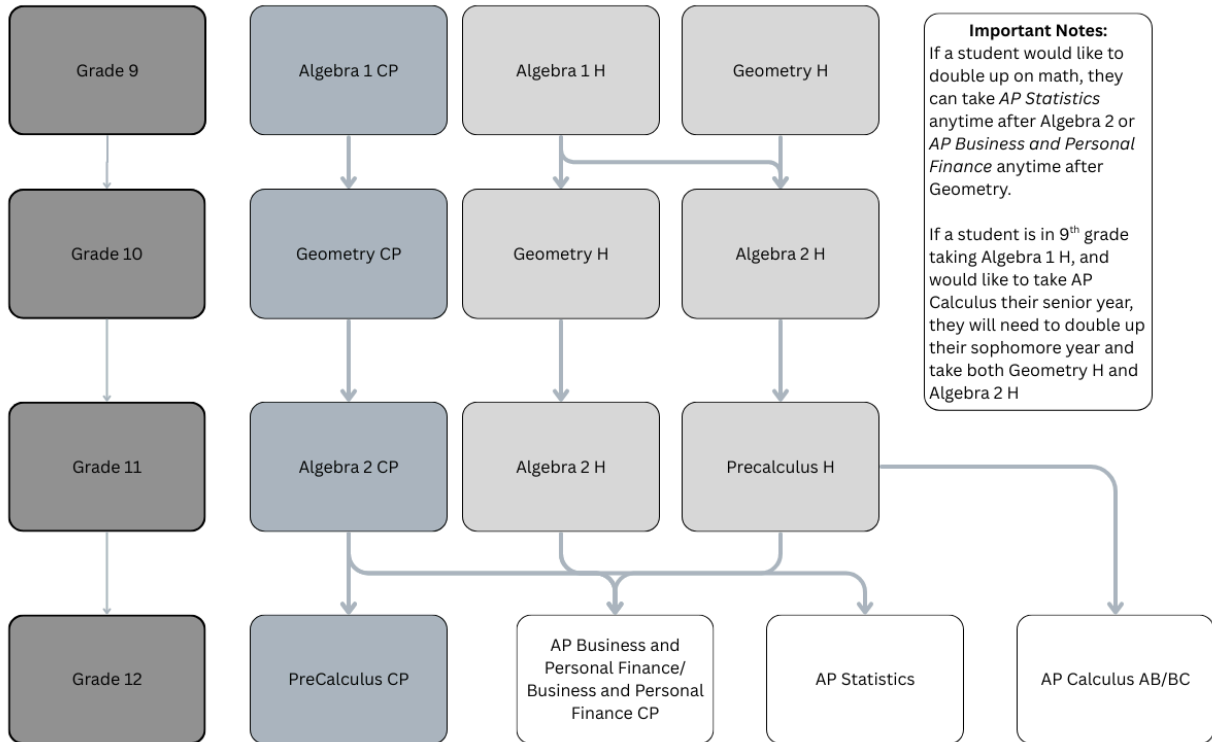 Grade 9
Algebra 1 CP
Algebra 1 H
Geometry H
Important Notes:
If a student would like to
double up on math, they
can take AP Statistics
anytime after Algebra 2 or
AP Business and Personal
Finance anytime after
Geometry.
If a student is in 9th grade
taking Algebra 1 H, and
would like to take AP
Calculus their senior year,
they will need to double up
their sophomore year and
take both Geometry H and
Algebra 2 H
Grade 10
Geometry CP
Geometry H
Algebra 2 H
Grade 11
Algebra 2 CP
Algebra 2 H
Precalculus H
Grade 12
PreCalculus CP
AP Business and
Personal Finance/
Business and Personal
Finance CP
AP Statistics
AP Calculus AB/BC